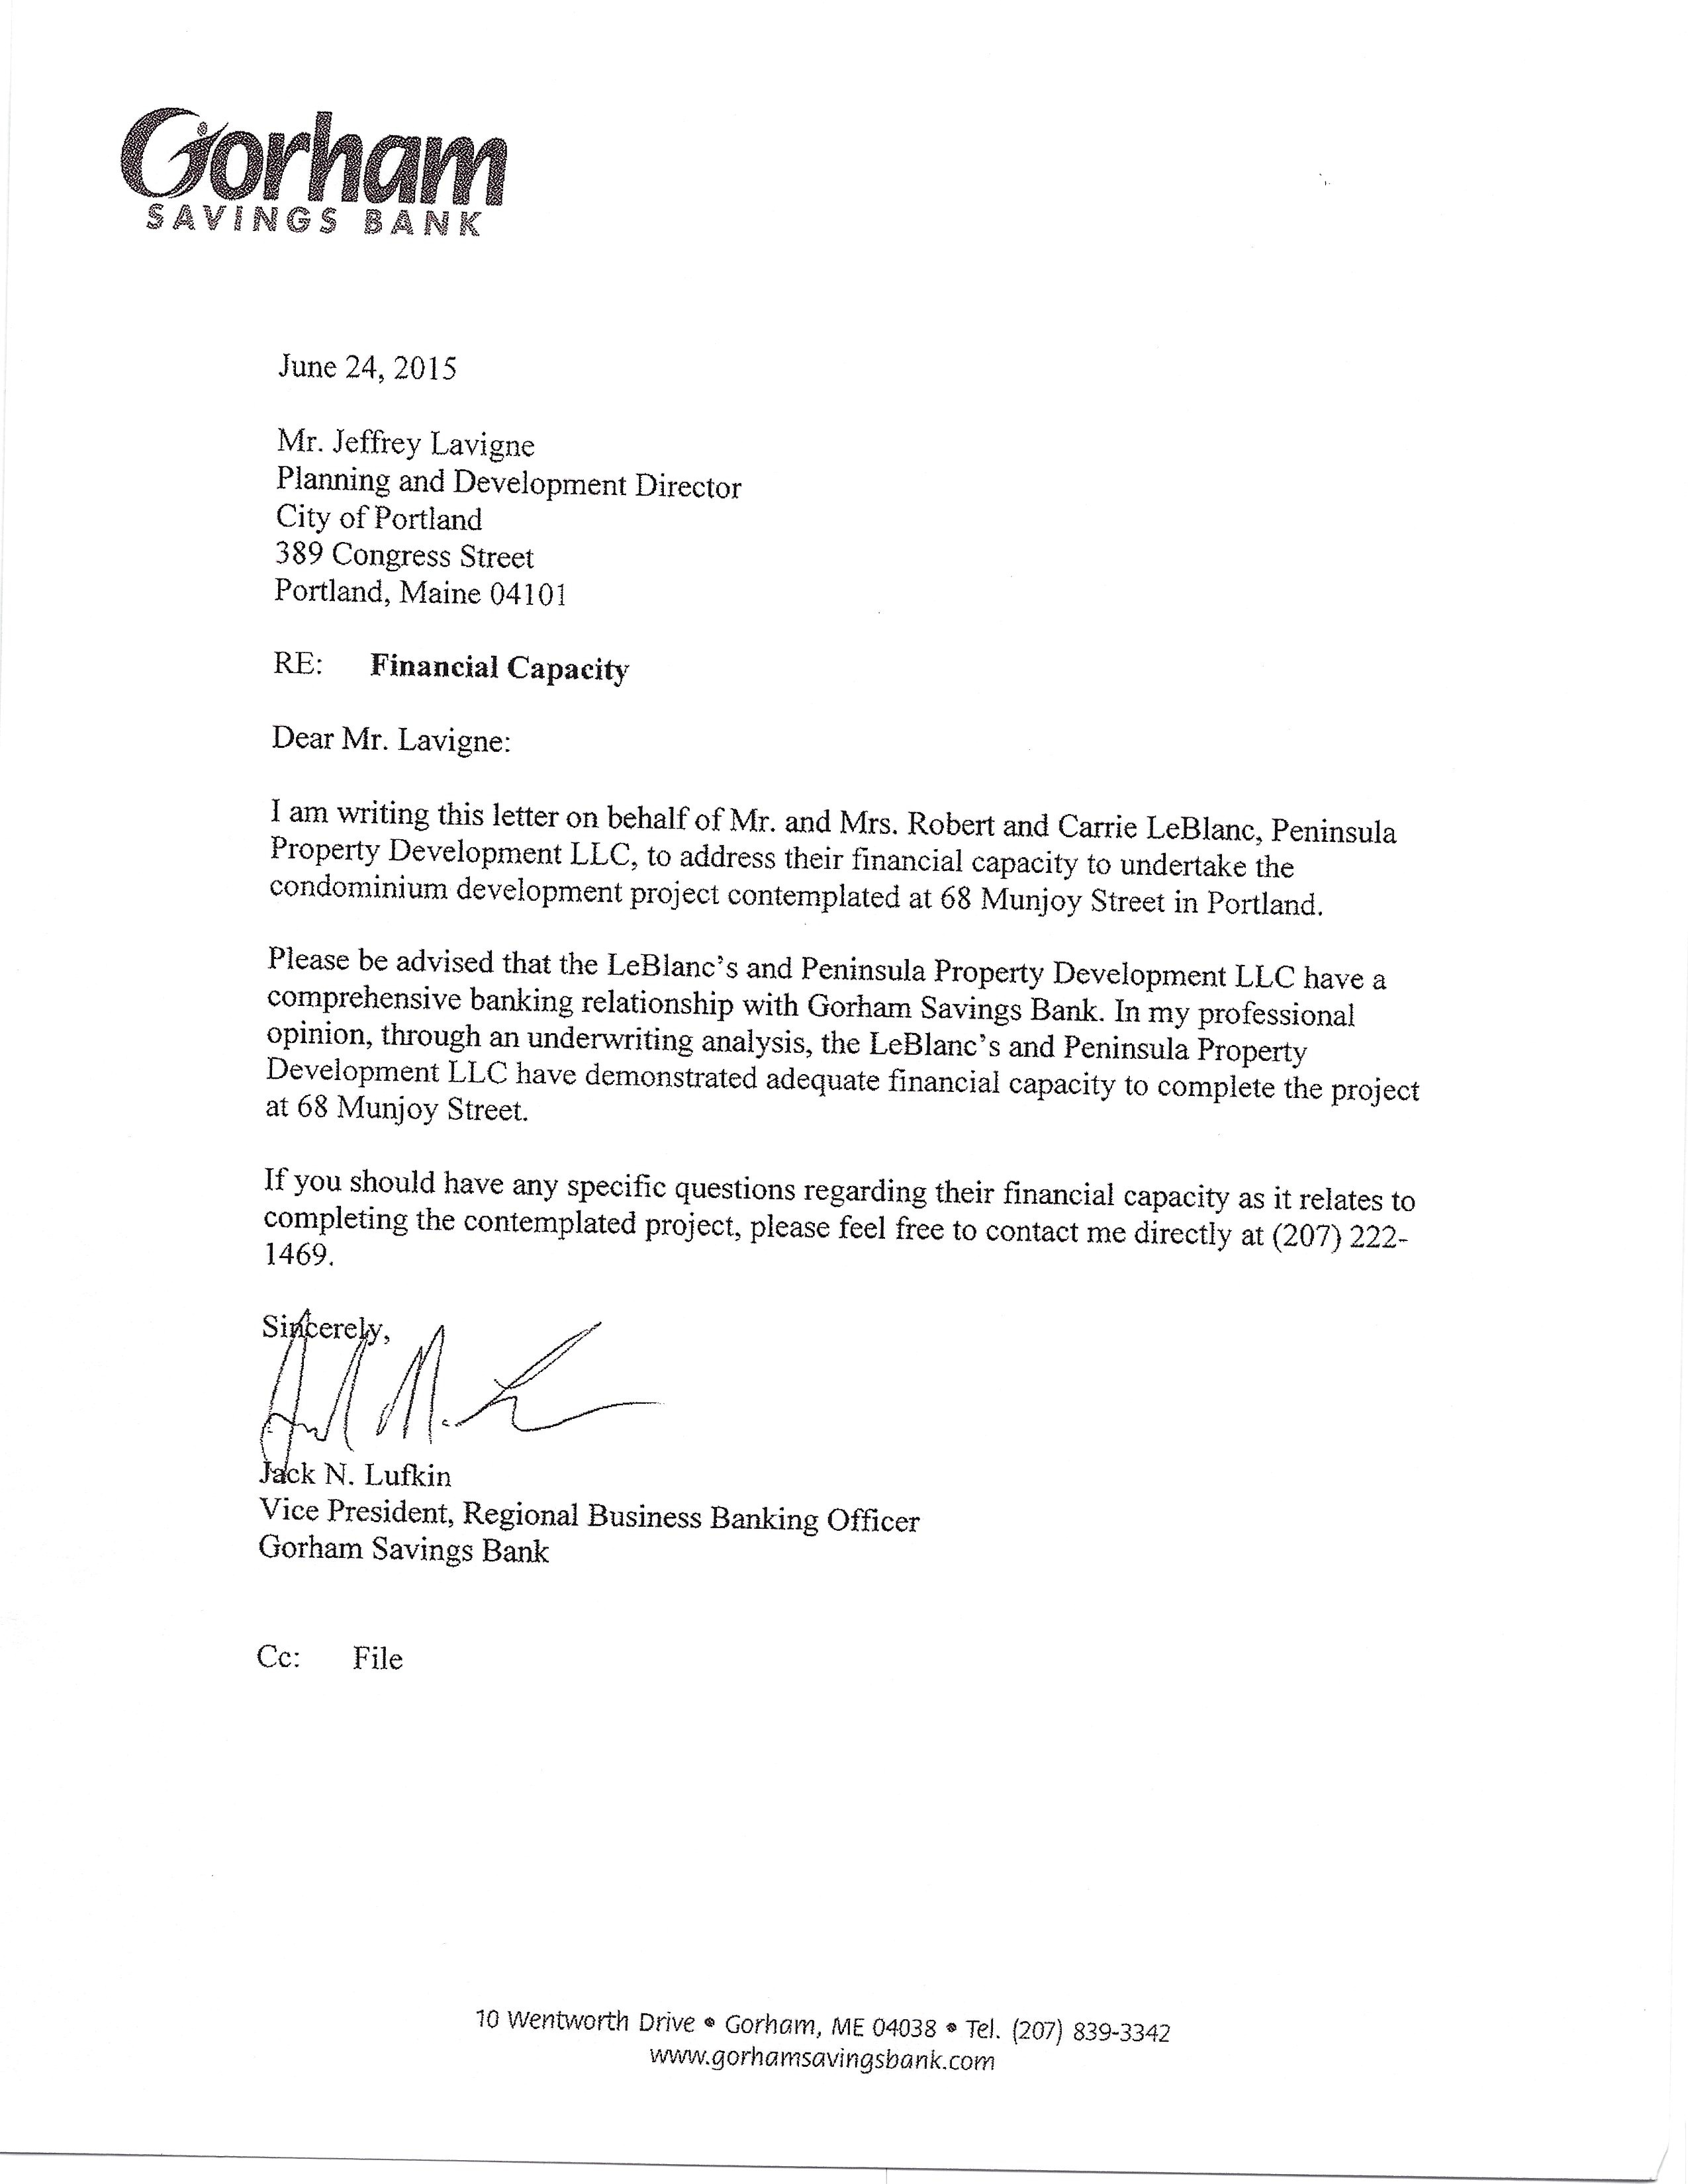 Gorham
SAVINGS BANK
June 24, 2015
Mr. Jeffrey Lavigne
Planning and Development Director
City of Portland
389 Congress Street
Portland, Maine 04101
RE: Financial Capacity
Dear Mr. Lavigne:
I am writing this letter on behalf of Mr. and Mrs. Robert and Carrie LeBlanc, Peninsula
Property Development LLC, to address their financial capacity to undertake the
condominium development project contemplated at 68 Munjoy Street in Portland.
Please be advised that the LeBlanc's and Peninsula Property Development LLC have a
comprehensive banking relationship with Gorham Savings Bank. In my professional
opinion, through an underwriting analysis, the LeBlanc's and Peninsula Property
Development LLC have demonstrated adequate financial capacity to complete the project
at 68 Munjoy Street.
If you should have any specific questions regarding their financial capacity as it relates to
completing the contemplated project, please feel free to contact me directly at (207) 222-
1469.
Sincerely,
Jack N. Lufkin
Vice President, Regional Business Banking Officer
Gorham Savings Bank
Cc: File
10 Wentworth Drive • Gorham, ME 04038 • Tel. (207) 839-3342
www.gorhamsavingsbank.com